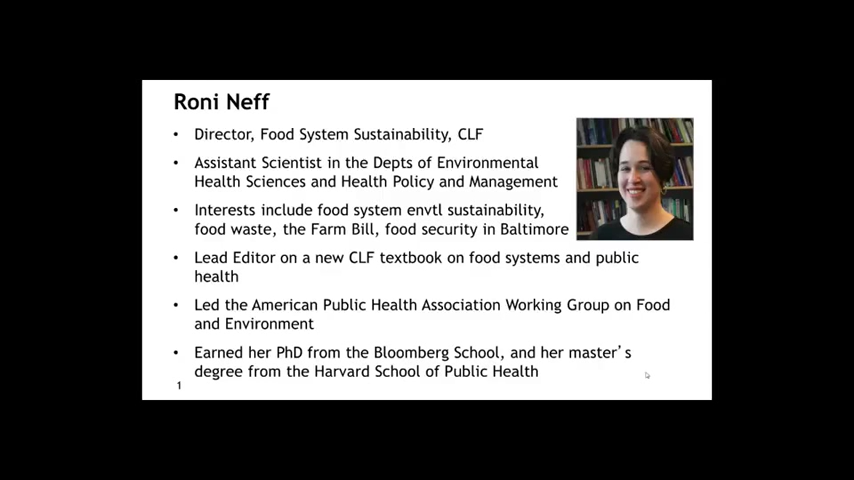 Roni Neff
• Director, Food System Sustainability, CLF
• Assistant Scientist in the Depts of Environmental
Health Sciences and Health Policy and Management
• Interests include food system envtl sustainability,
food waste, the Farm Bill, food security in Baltimore
• Lead Editor on a new CLF textbook on food systems and public
health
• Led the American Public Health Association Working Group on Food
and Environment
• Earned her PhD from the Bloomberg School, and her master’s
degree from the Harvard School of Public Health
1